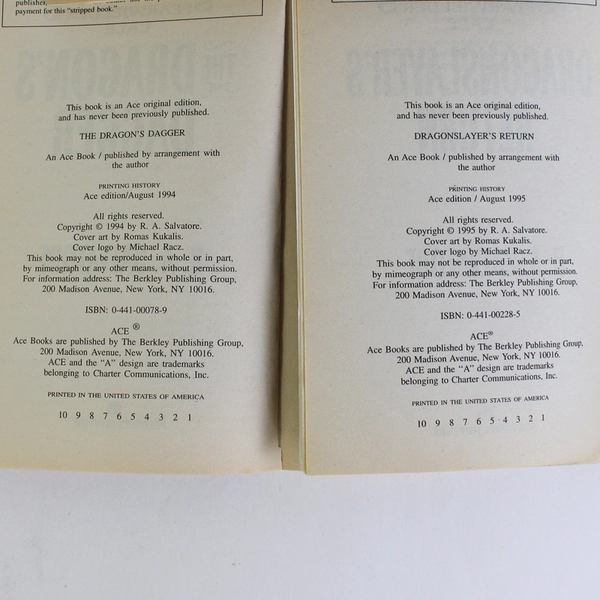 publisher,
payment for this "stripped book."
This book is an Ace original edition,
and has never been previously published.
THE DRAGON'S DAGGER
An Ace Book / published by arrangement with
the author
PRINTING HISTORY
Ace edition/August 1994
All rights reserved.
Copyright © 1994 by R. A. Salvatore.
Cover art by Romas Kukalis.
Cover logo by Michael Racz.
This book may not be reproduced in whole or in part,
by mimeograph or any other means, without permission.
For information address: The Berkley Publishing Group,
200 Madison Avenue, New York, NY 10016.
ISBN: 0-441-00078-9
ACE ®
Ace Books are published by The Berkley Publishing Group,
200 Madison Avenue, New York, NY 10016.
ACE and the "A" design are trademarks
belonging to Charter Communications, Inc.
PRINTED IN THE UNITED STATES OF AMERICA
10 9 8 7 6 5 4 3 2 1
This book is an Ace original edition,
and has never been previously published.
DRAGONSLAYER'S RETURN
An Ace Book / published by arrangement with
the author
PRINTING HISTORY
Ace edition / August 1995
All rights reserved.
Copyright © 1995 by R. A. Salvatore.
Cover art by Romas Kukalis.
Cover logo by Michael Racz.
This book may not be reproduced in whole or in part,
by mimeograph or any other means, without permission.
For information address: The Berkley Publishing Group,
200 Madison Avenue, New York, NY 10016.
ISBN: 0-441-00228-5
ACE®
Ace Books are published by The Berkley Publishing Group,
200 Madison Avenue, New York, NY 10016.
ACE and the "A" design are trademarks
belonging to Charter Communications, Inc.
PRINTED IN THE UNITED STATES OF AMERICA
10 9 8 7 6 5 4 3 2 1